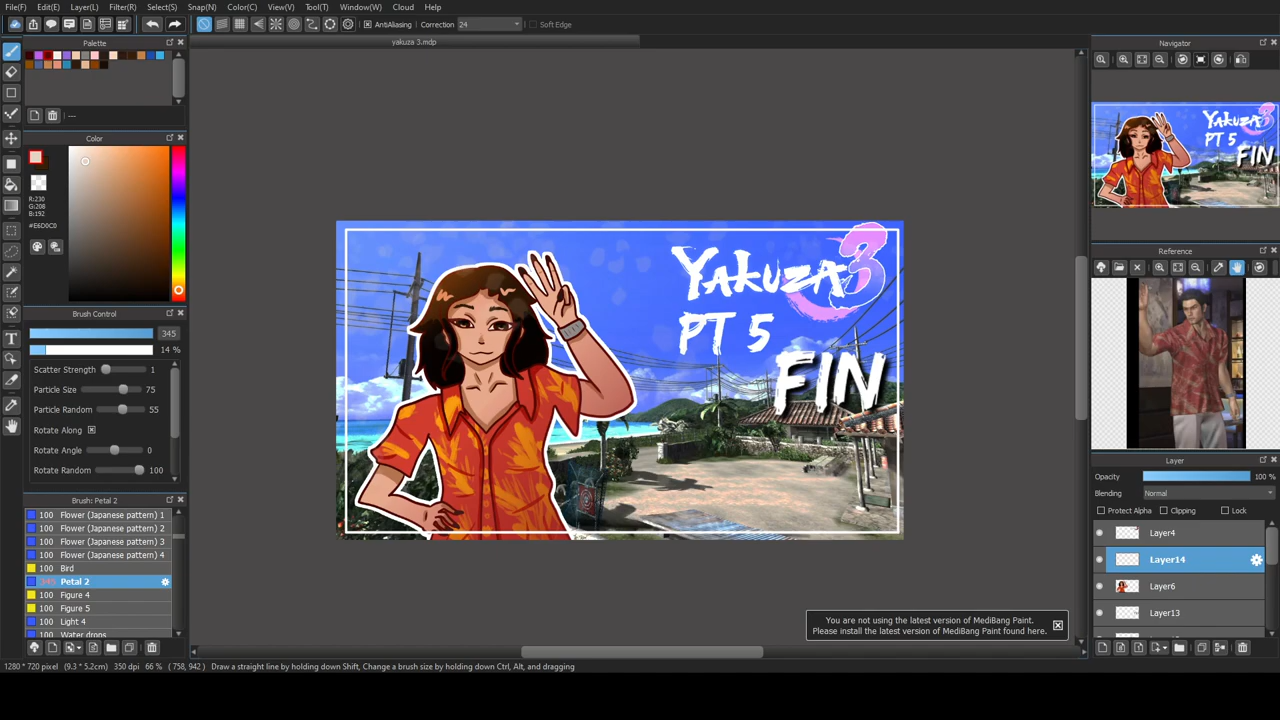 File(F) Edit(E) Layer(L) Filter(R) Select(S) Snap(N) Color(C) View(V) Tool(T) Window(W) Cloud Help
AntiAliasing Correction 24 Soft Edge
yakuza 3.mdp
Palette
---
Color
R:230
G:208
B:192
#E6D0C0
Brush Control
345
14 %
Scatter Strength 1
Particle Size 75
Particle Random 55
Rotate Along
Rotate Angle 0
Rotate Random 100
Brush: Petal 2
100 Flower (Japanese pattern) 1
100 Flower (Japanese pattern) 2
100 Flower (Japanese pattern) 3
100 Flower (Japanese pattern) 4
100 Bird
345 Petal 2
100 Figure 4
100 Figure 5
100 Light 4
100 Water drops
Yakuza 3
PT 5
FIN
You are not using the latest version of MediBang Paint.
Please install the latest version of MediBang Paint found here.
Navigator
Yakuza 3
PT 5
FIN
Reference
Layer
Opacity 100 %
Blending Normal
Protect Alpha Clipping Lock
Layer4
Layer14
Layer6
Layer13
1280 * 720 pixel (9.3 * 5.2cm) 350 dpi 66 % ( 758, 942 ) Draw a straight line by holding down Shift, Change a brush size by holding down Ctrl, Alt, and dragging